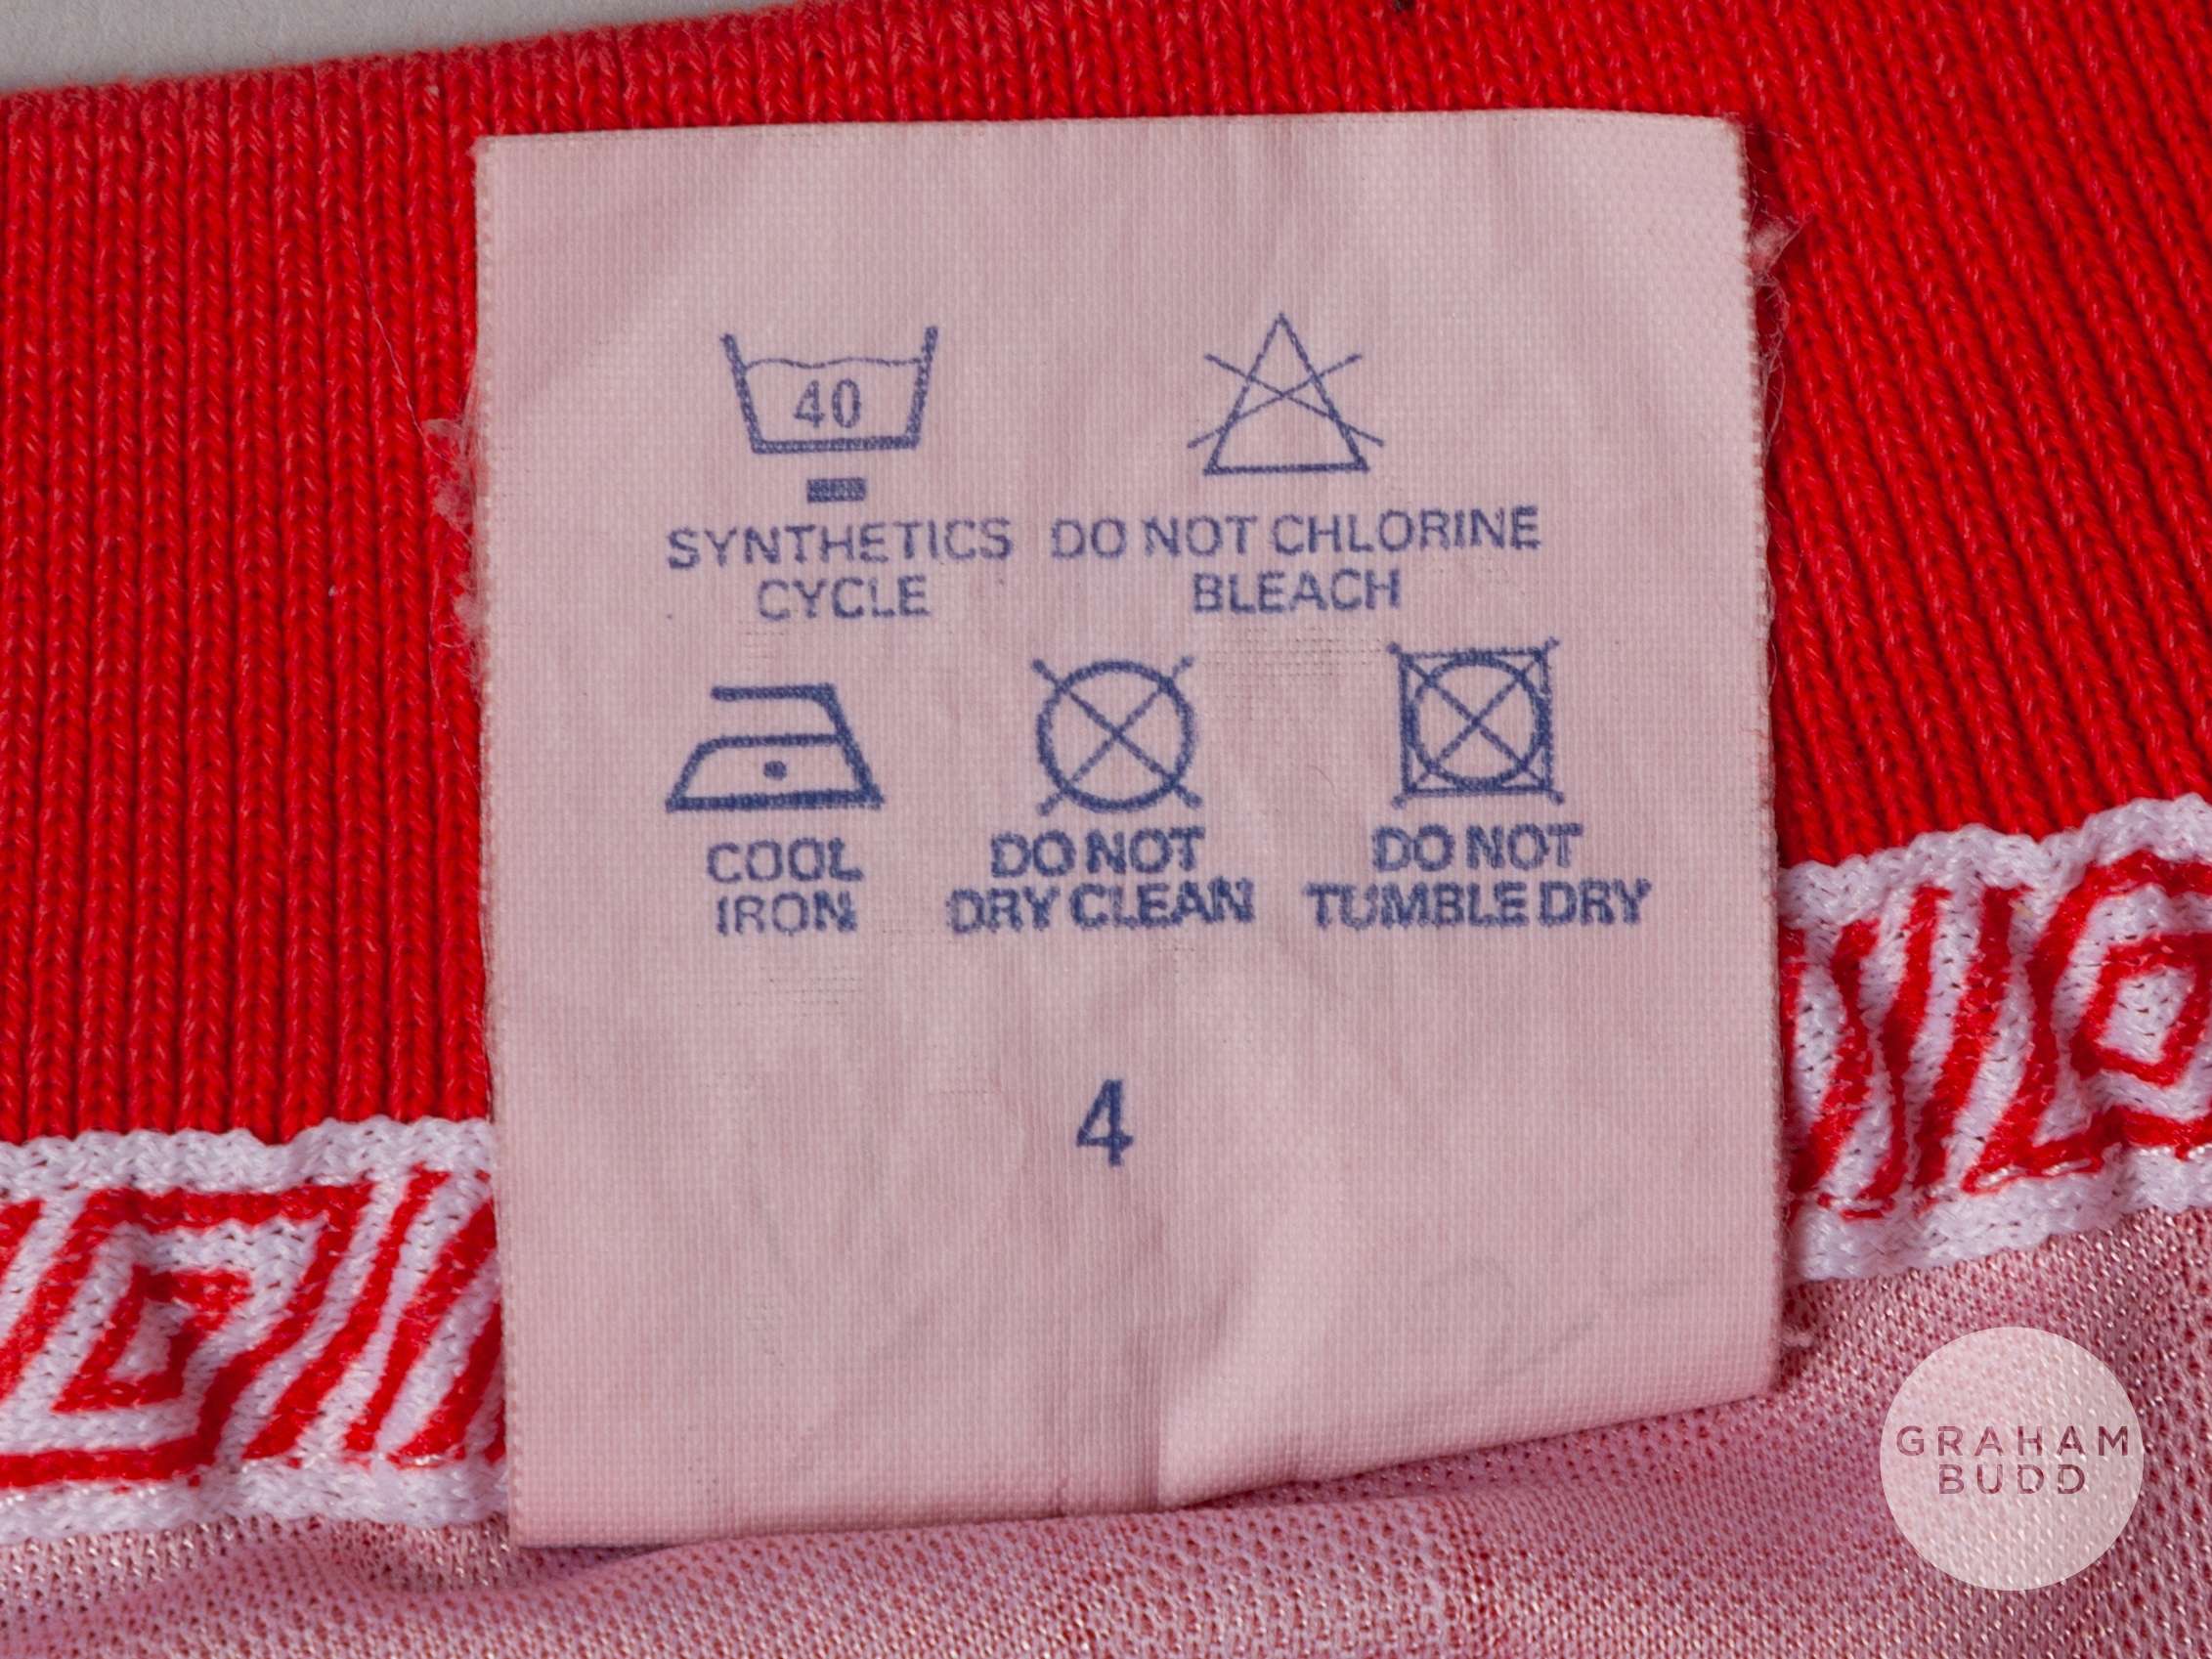 40
SYNTHETICS
CYCLE
DO NOT CHLORINE
BLEACH
COOL
IRON
DO NOT
DRY CLEAN
DO NOT
TUMBLE DRY
4
GRAHAM
BUDD